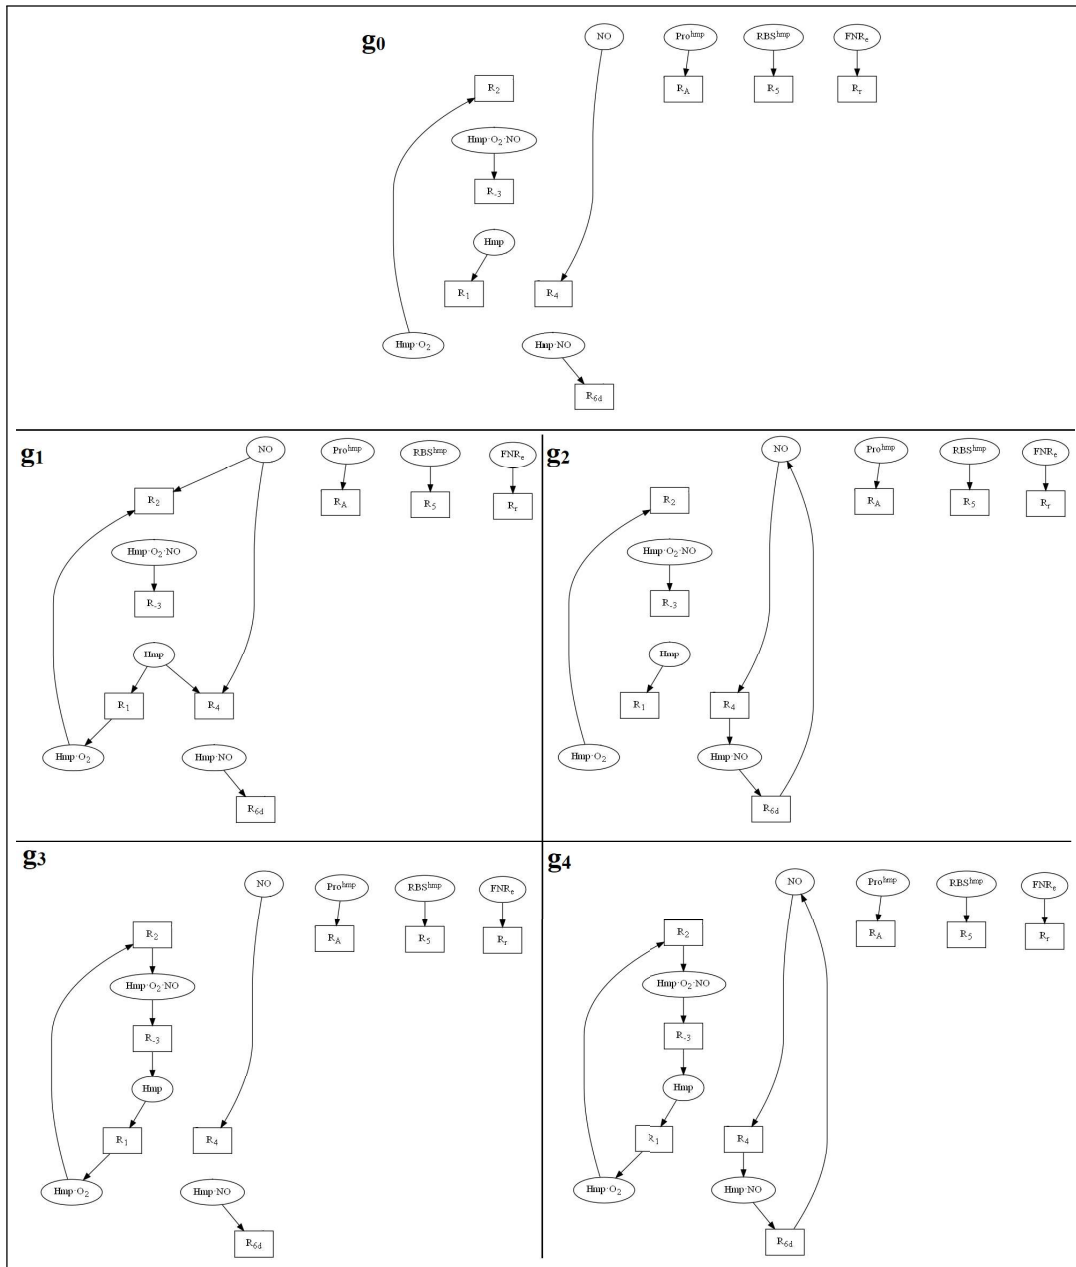 g0
NO
Pro^hmp
RBS^hmp
FNR_e
R_2
R_A
R_5
R_r
Hmp·O_2·NO
R_-3
Hmp
R_1
R_4
Hmp·O_2
Hmp·NO
R_6d
g1
NO
Pro^hmp
RBS^hmp
FNR_e
R_2
R_A
R_5
R_r
Hmp·O_2·NO
R_-3
Hmp
R_1
R_4
Hmp·O_2
Hmp·NO
R_6d
g2
NO
Pro^hmp
RBS^hmp
FNR_e
R_2
R_A
R_5
R_r
Hmp·O_2·NO
R_-3
Hmp
R_1
R_4
Hmp·O_2
Hmp·NO
R_6d
g3
NO
Pro^hmp
RBS^hmp
FNR_e
R_2
R_A
R_5
R_r
Hmp·O_2·NO
R_-3
Hmp
R_1
R_4
Hmp·O_2
Hmp·NO
R_6d
g4
NO
Pro^hmp
RBS^hmp
FNR_e
R_2
R_A
R_5
R_r
Hmp·O_2·NO
R_-3
Hmp
R_1
R_4
Hmp·O_2
Hmp·NO
R_6d